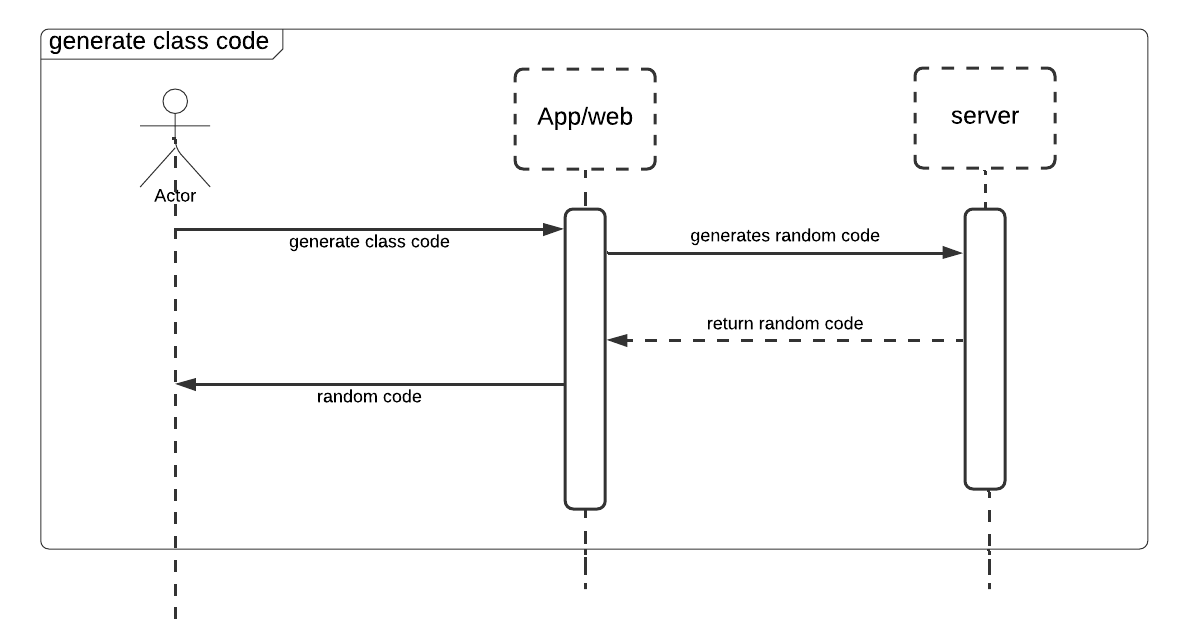 generate class code
App/web
server
Actor
generate class code
generates random code
return random code
random code